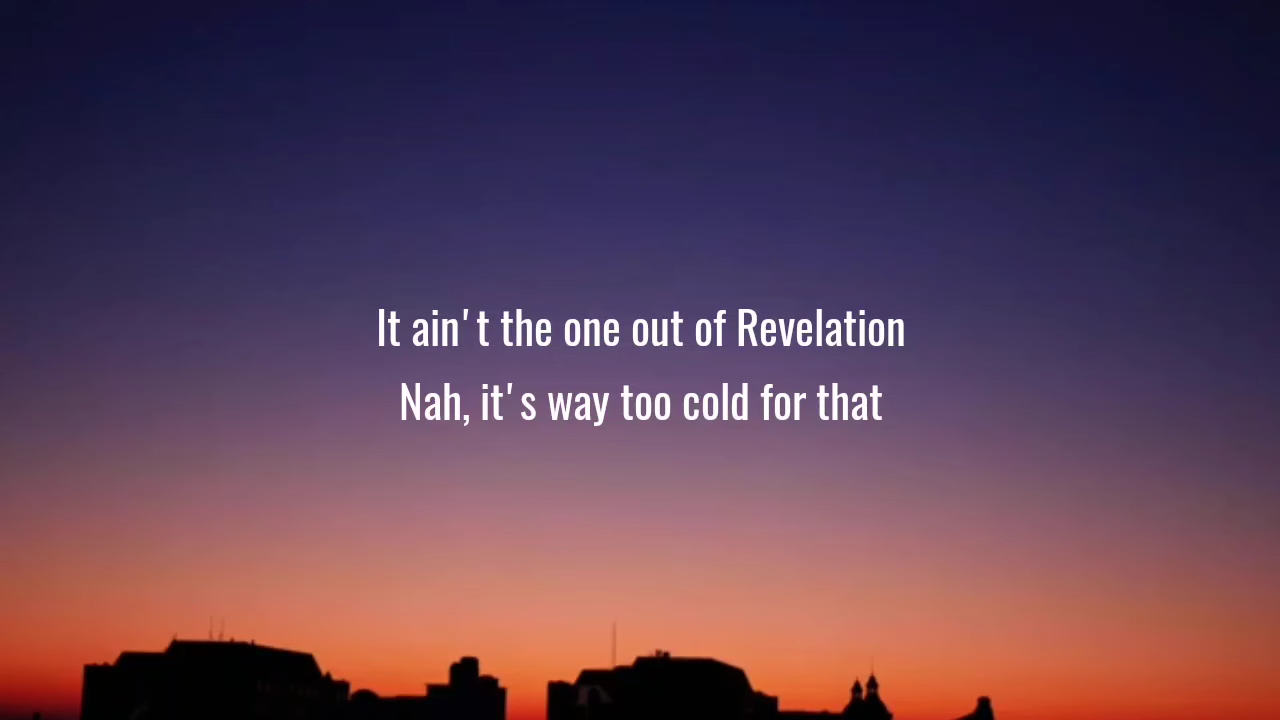 It ain't the one out of Revelation
Nah, it's way too cold for that